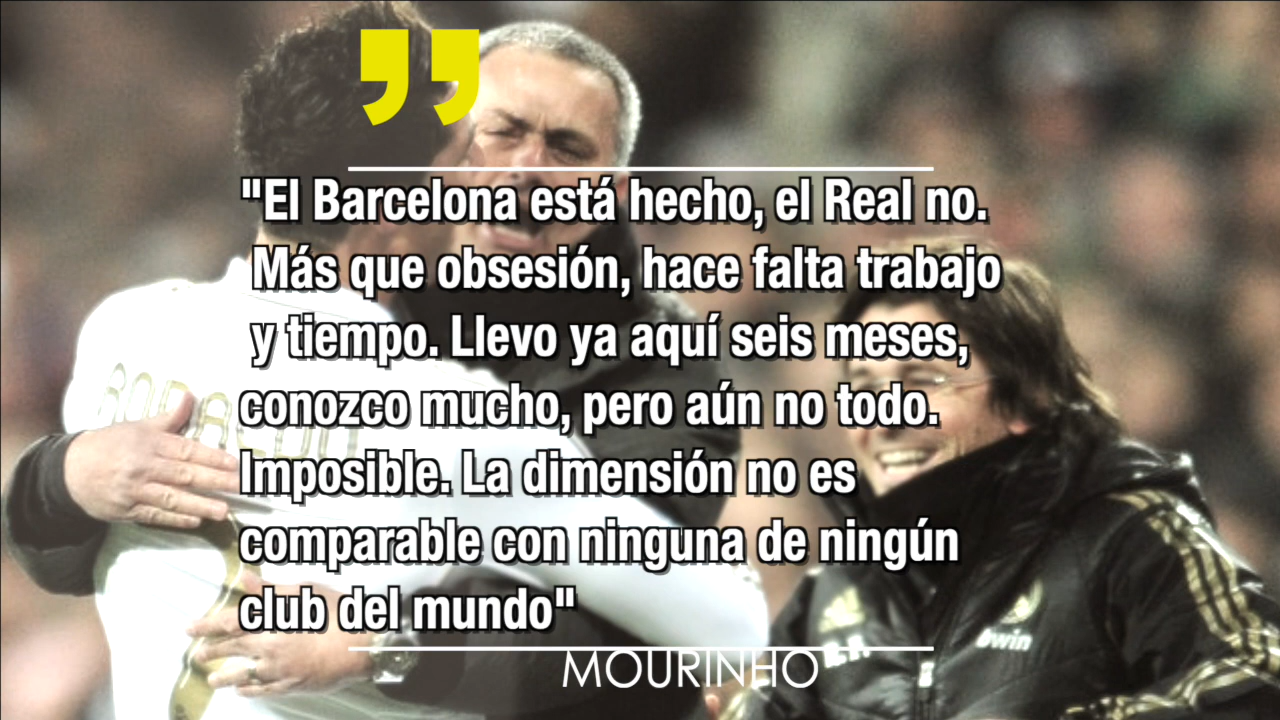 "El Barcelona está hecho, el Real no.
Más que obsesión, hace falta trabajo
y tiempo. Llevo ya aquí seis meses,
conozco mucho, pero aún no todo.
Imposible. La dimensión no es
comparable con ninguna de ningún
club del mundo"
MOURINHO
bwin